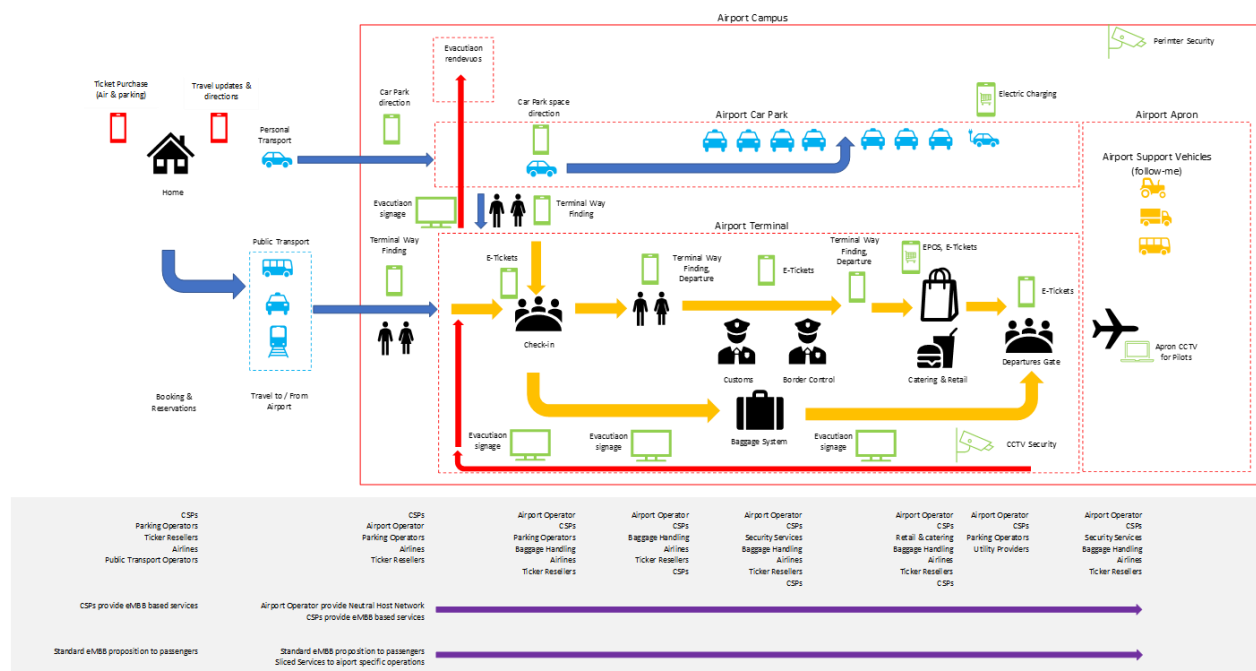 Airport Campus
Evacutiaon
rendevuos
Perimter Security
Ticket Purchase
(Air & parking)
Travel updates &
directions
Car Park
direction
Car Park space
direction
Electric Charging
Airport Car Park
Airport Apron
Personal
Transport
Airport Support Vehicles
(follow-me)
Home
Evacutiaon
signage
Terminal Way
Finding
Airport Terminal
Public Transport
Terminal Way
Finding
E-Tickets
Terminal Way
Finding,
Departure
E-Tickets
Terminal Way
Finding,
Departure
EPOS, E-Tickets
E-Tickets
Check-in
Customs
Border Control
Catering & Retail
Departures Gate
Apron CCTV
for Pilots
Booking &
Reservations
Travel to / From
Airport
Evacutiaon
signage
Evacutiaon
signage
Baggage System
Evacutiaon
signage
CCTV Security
CSPs
Parking Operators
Ticker Resellers
Airlines
Public Transport Operators
CSPs
Airport Operator
Parking Operators
Airlines
Ticker Resellers
Airport Operator
CSPs
Parking Operators
Baggage Handling
Airlines
Ticker Resellers
Airport Operator
CSPs
Baggage Handling
Airlines
Ticker Resellers
CSPs
Airport Operator
CSPs
Security Services
Baggage Handling
Airlines
Ticker Resellers
CSPs
Airport Operator
CSPs
Retail & catering
Baggage Handling
Airlines
Ticker Resellers
CSPs
Airport Operator
CSPs
Parking Operators
Utility Providers
Airport Operator
CSPs
Security Services
Baggage Handling
Airlines
Ticker Resellers
CSPs provide eMBB based services
Airport Operator provide Neutral Host Network
CSPs provide eMBB based services
Standard eMBB proposition to passengers
Standard eMBB proposition to passengers
Sliced Services to aiport specific operations